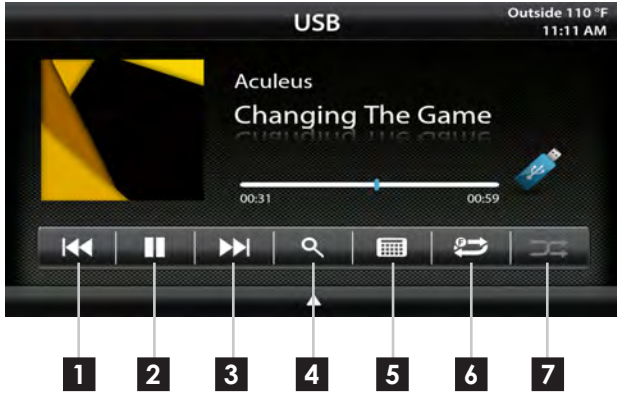 USB
Outside 110 °F
11:11 AM
Aculeus
Changing The Game
00:31
00:59
1 2 3 4 5 6 7